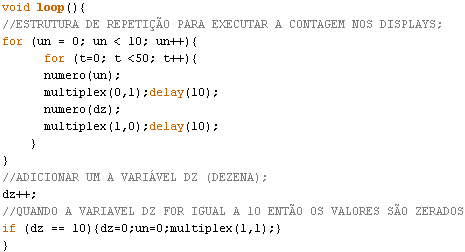 void loop(){
//ESTRUTURA DE REPETIÇÃO PARA EXECUTAR A CONTAGEM NOS DISPLAYS;
for (un = 0; un < 10; un++){
for (t=0; t <50; t++){
numero(un);
multiplex(0,1);delay(10);
numero(dz);
multiplex(1,0);delay(10);
}
}
//ADICIONAR UM A VARIÁVEL DZ (DEZENA);
dz++;
//QUANDO A VARIAVEL DZ FOR IGUAL A 10 ENTÃO OS VALORES SÃO ZERADOS
if (dz == 10){dz=0;un=0;multiplex(1,1);}
}